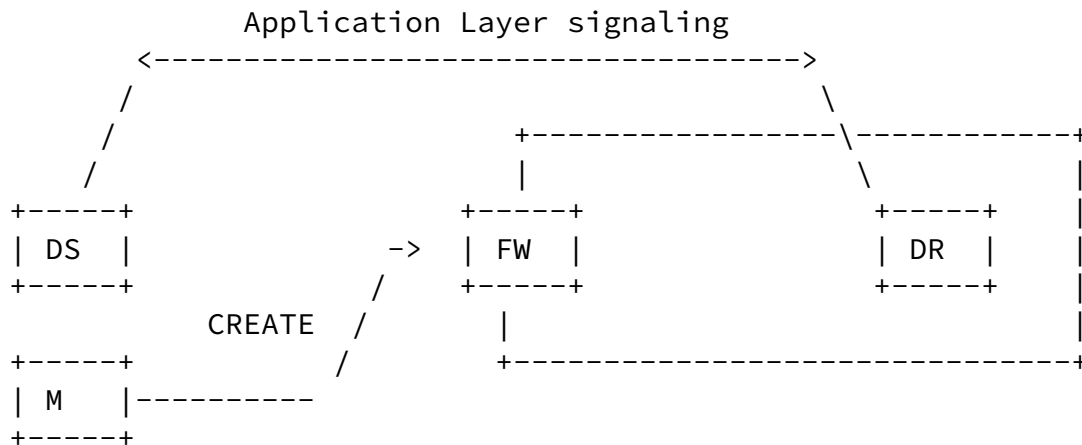 Application Layer signaling
<------------------------------------>
/ \
/ +-----------------\------------+
/ | \ |
+-----+ +-----+ +-----+ |
| DS | -> | FW | | DR | |
+-----+ / +-----+ +-----+ |
CREATE / | |
+-----+ / +--------------------------------+
| M |----------
+-----+